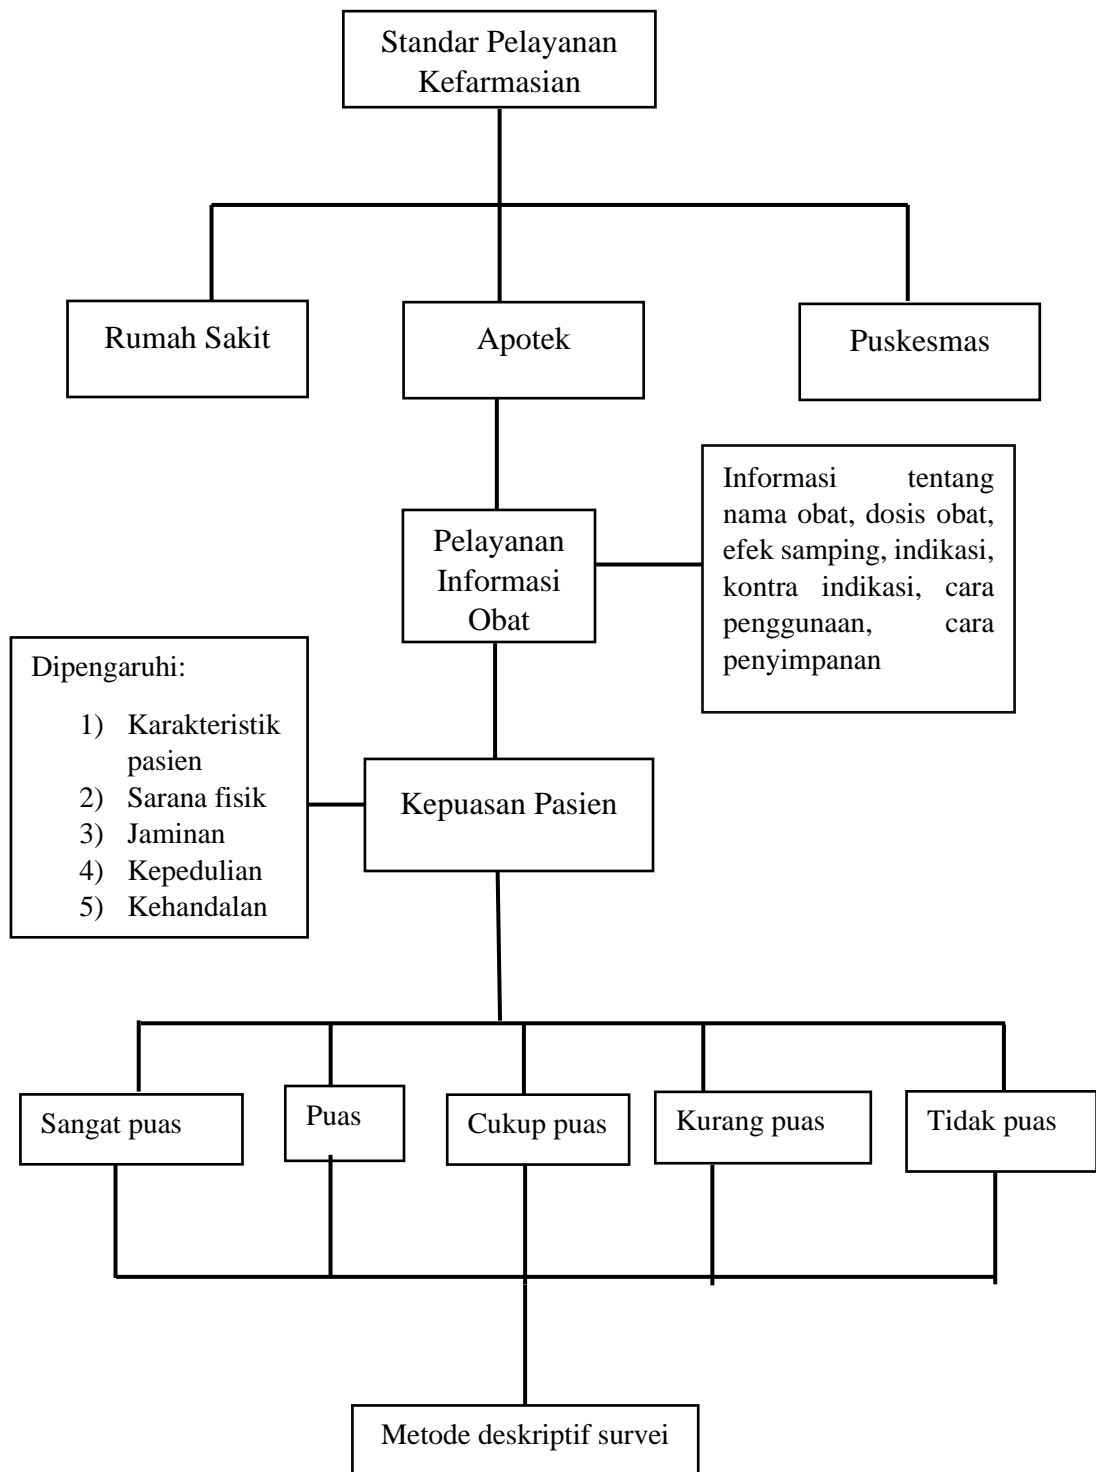 Standar Pelayanan
Kefarmasian
Rumah Sakit
Apotek
Puskesmas
Informasi tentang
nama obat, dosis obat,
efek samping, indikasi,
kontra indikasi, cara
penggunaan, cara
penyimpanan
Pelayanan
Informasi
Obat
Dipengaruhi:
1) Karakteristik
pasien
2) Sarana fisik
3) Jaminan
4) Kepedulian
5) Kehandalan
Kepuasan Pasien
Sangat puas
Puas
Cukup puas
Kurang puas
Tidak puas
Metode deskriptif survei